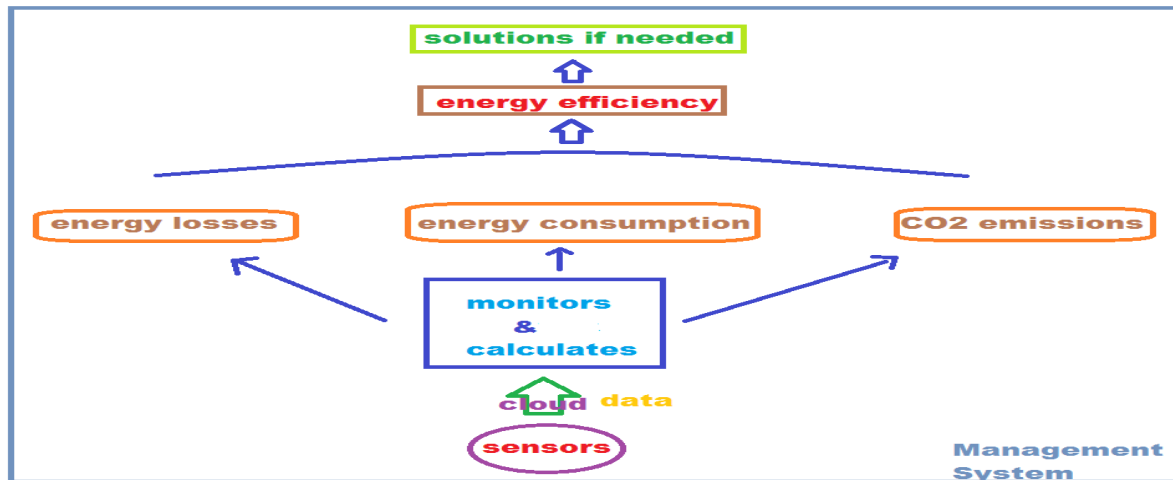 solutions if needed
energy efficiency
energy losses
energy consumption
CO2 emissions
monitors
&
calculates
cloud data
sensors
Management
System